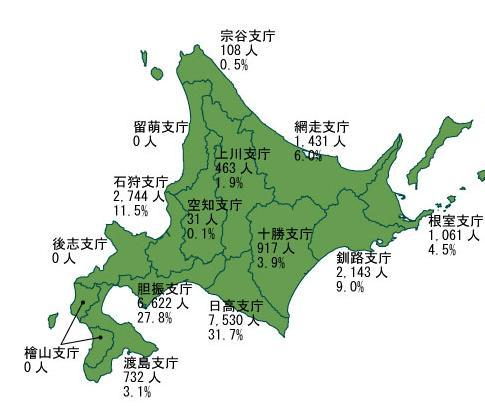 宗谷支庁
108 人
0.5%
留萌支庁
0 人
上川支庁
463 人
1.9%
網走支庁
1,431 人
6.0%
石狩支庁
2,744 人
11.5%
空知支庁
31 人
0.1%
後志支庁
0 人
十勝支庁
917 人
3.9%
釧路支庁
2,143 人
9.0%
根室支庁
1,061 人
4.5%
胆振支庁
6,622 人
27.8%
日高支庁
7,530 人
31.7%
檜山支庁
0 人
渡島支庁
732 人
3.1%